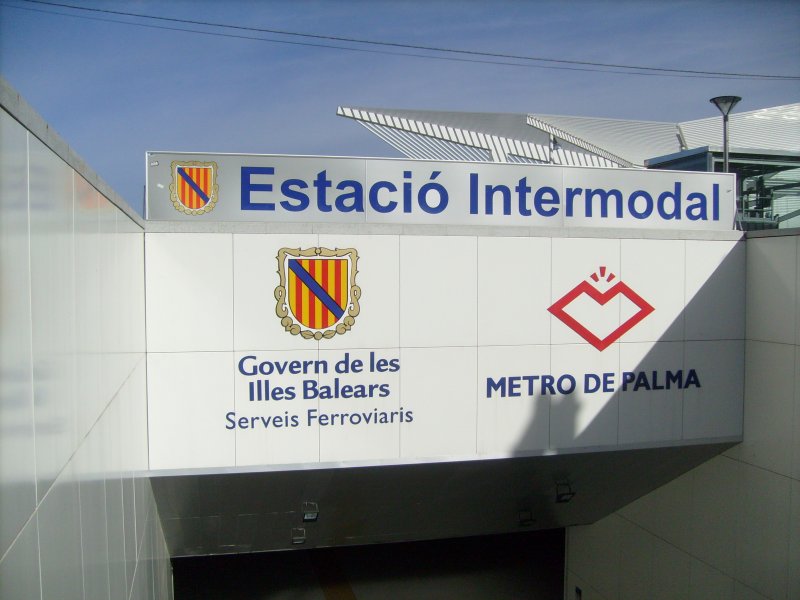 Estació Intermodal
Govern de les
Illes Balears
Serveis Ferroviaris
METRO DE PALMA